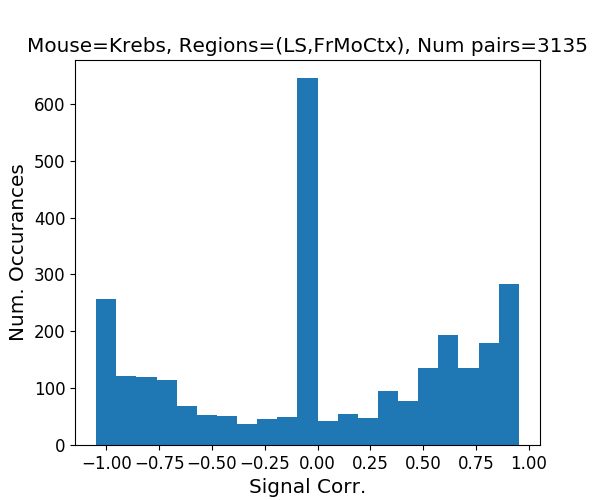 Mouse=Krebs, Regions=(LS,FrMoCtx), Num pairs=3135
600
500
400
300
200
100
0
Num. Occurances
−1.00 −0.75 −0.50 −0.25 0.00 0.25 0.50 0.75 1.00
Signal Corr.